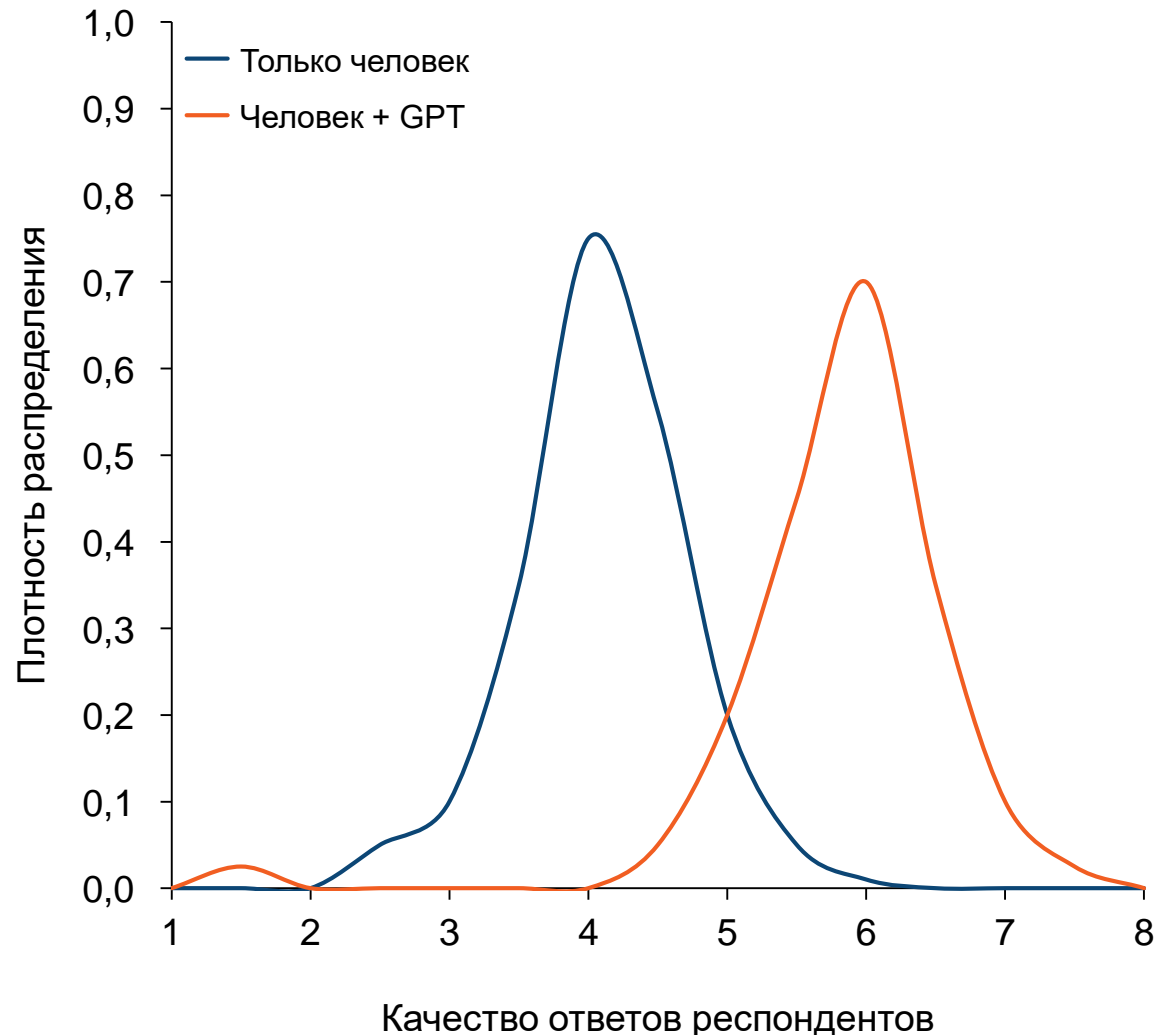 1,0
Только человек
Человек + GPT
0,9
0,8
0,7
0,6
0,5
0,4
0,3
0,2
0,1
0,0
Плотность распределения
1 2 3 4 5 6 7 8
Качество ответов респондентов